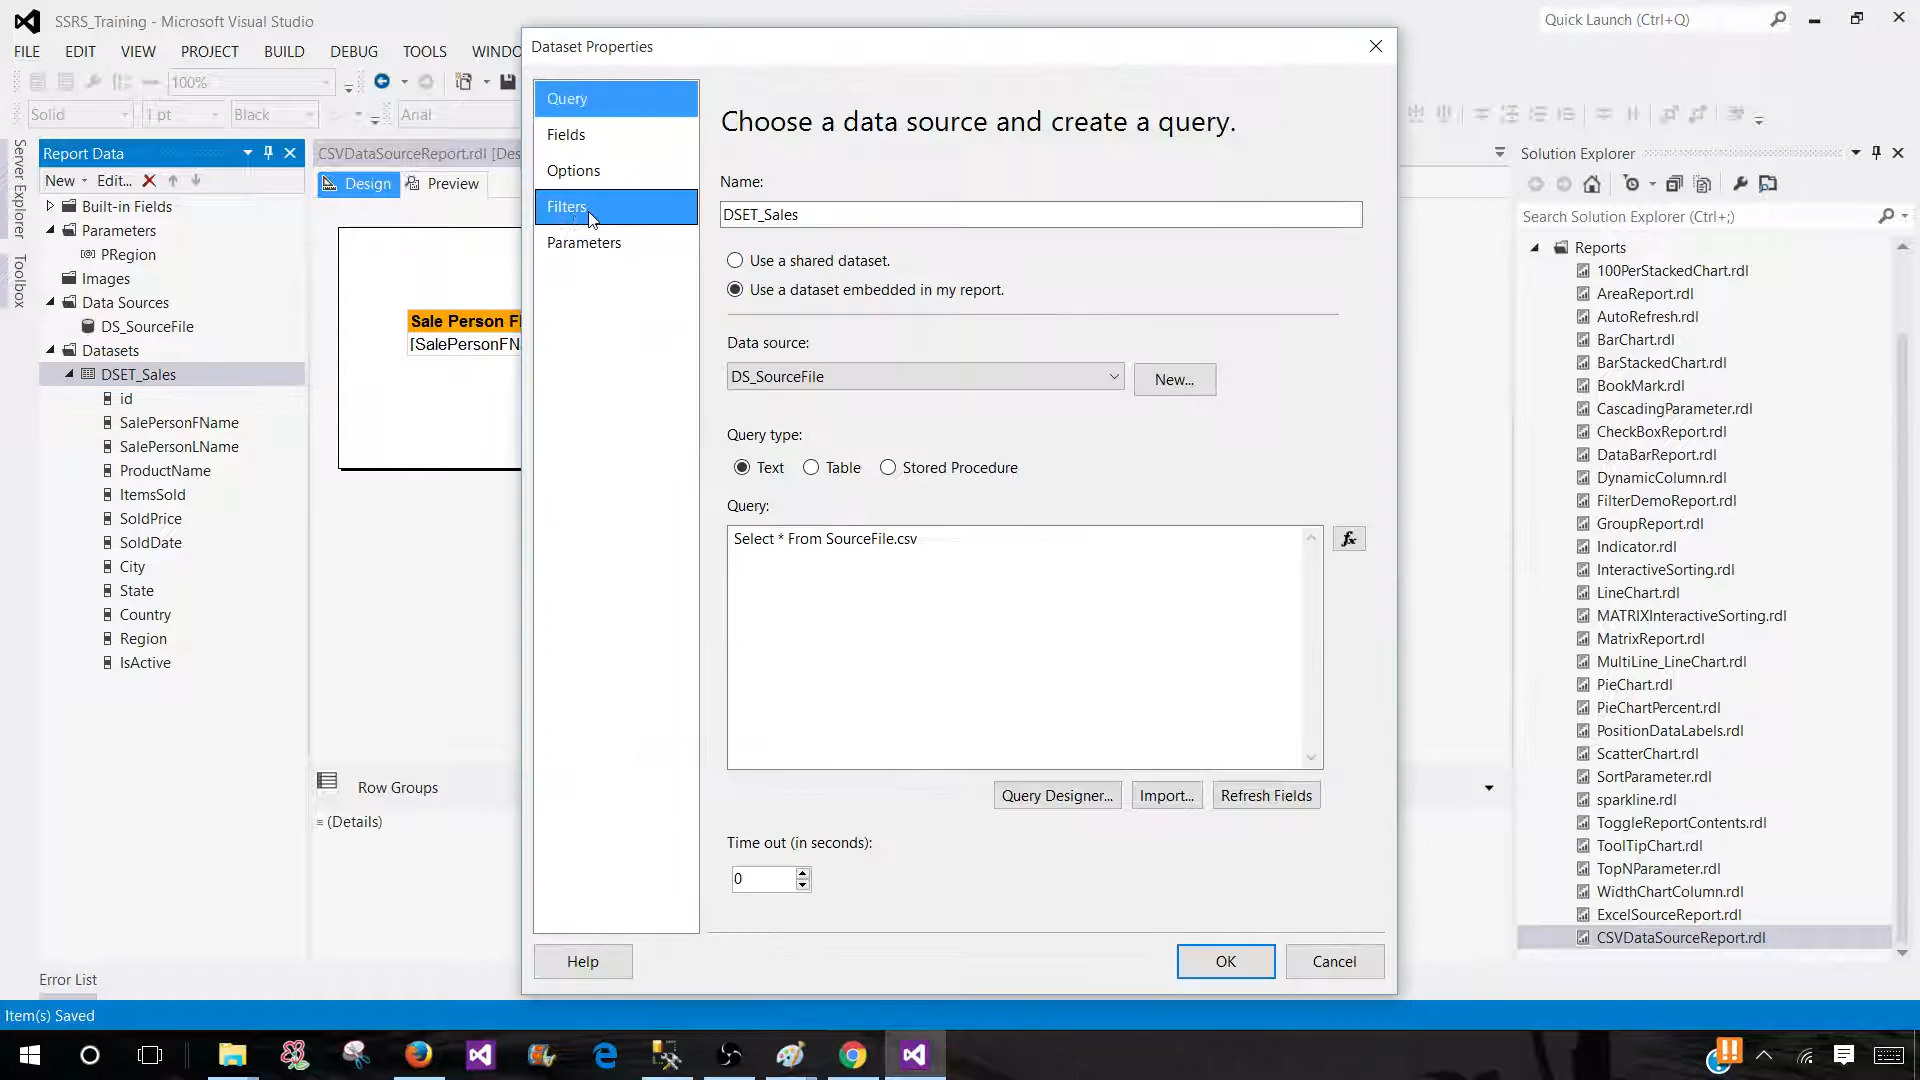 SSRS_Training - Microsoft Visual Studio
Quick Launch (Ctrl+Q)
FILE EDIT VIEW PROJECT BUILD DEBUG TOOLS
100%
Solid 1 pt Black Arial
Server Explorer
Toolbox
Report Data
New Edit...
Built-in Fields
Parameters
PRegion
Images
Data Sources
DS_SourceFile
Datasets
DSET_Sales
id
SalePersonFName
SalePersonLName
ProductName
ItemsSold
SoldPrice
SoldDate
City
State
Country
Region
IsActive
CSVDataSourceReport.rdl [Des
Design Preview
Sale Person F
[SalePersonFN
Row Groups
(Details)
Dataset Properties
Query
Fields
Options
Filters
Parameters
Choose a data source and create a query.
Name:
DSET_Sales
Use a shared dataset.
Use a dataset embedded in my report.
Data source:
DS_SourceFile
New...
Query type:
Text Table Stored Procedure
Query:
Select * From SourceFile.csv
fx
Query Designer... Import... Refresh Fields
Time out (in seconds):
0
Help OK Cancel
Solution Explorer
Search Solution Explorer (Ctrl+;)
Reports
100PerStackedChart.rdl
AreaReport.rdl
AutoRefresh.rdl
BarChart.rdl
BarStackedChart.rdl
BookMark.rdl
CascadingParameter.rdl
CheckBoxReport.rdl
DataBarReport.rdl
DynamicColumn.rdl
FilterDemoReport.rdl
GroupReport.rdl
Indicator.rdl
InteractiveSorting.rdl
LineChart.rdl
MATRIXInteractiveSorting.rdl
MatrixReport.rdl
MultiLine_LineChart.rdl
PieChart.rdl
PieChartPercent.rdl
PositionDataLabels.rdl
ScatterChart.rdl
SortParameter.rdl
sparkline.rdl
ToggleReportContents.rdl
ToolTipChart.rdl
TopNParameter.rdl
WidthChartColumn.rdl
ExcelSourceReport.rdl
CSVDataSourceReport.rdl
Error List
Item(s) Saved